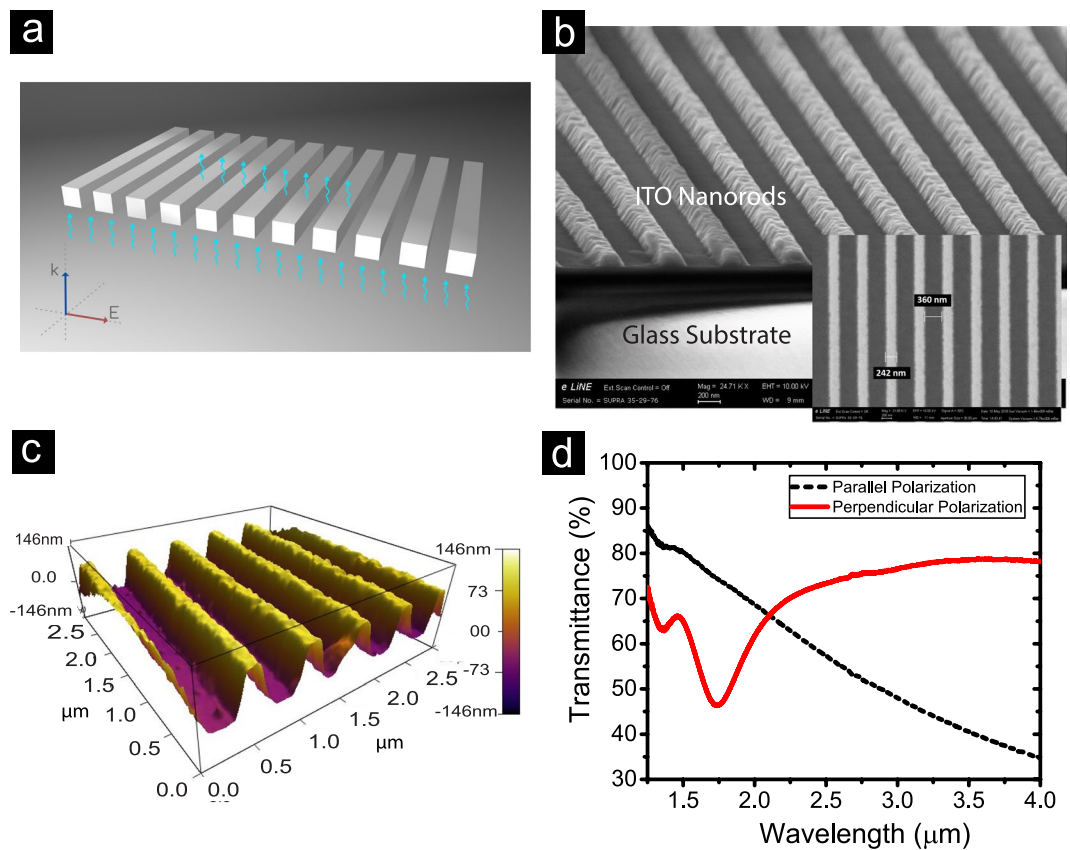 a
k
E
b
ITO Nanorods
Glass Substrate
360 nm
242 nm
e LiNE
Ext.Scan Control = Off
Mag = 24.71 K X
EHT = 10.00 kV
Serial No. = SUPRA 35-29-76
200 nm
WD = 9 mm
e LiNE
c
146nm
0.0
-146nm
2.5
2.0
1.5
1.0
0.5
0.0
µm
0.0
0.5
1.0
1.5
2.0
2.5
µm
146nm
73
00
-73
-146nm
d
Parallel Polarization
Perpendicular Polarization
Transmittance (%)
100
90
80
70
60
50
40
30
1.5
2.0
2.5
3.0
3.5
4.0
Wavelength (µm)